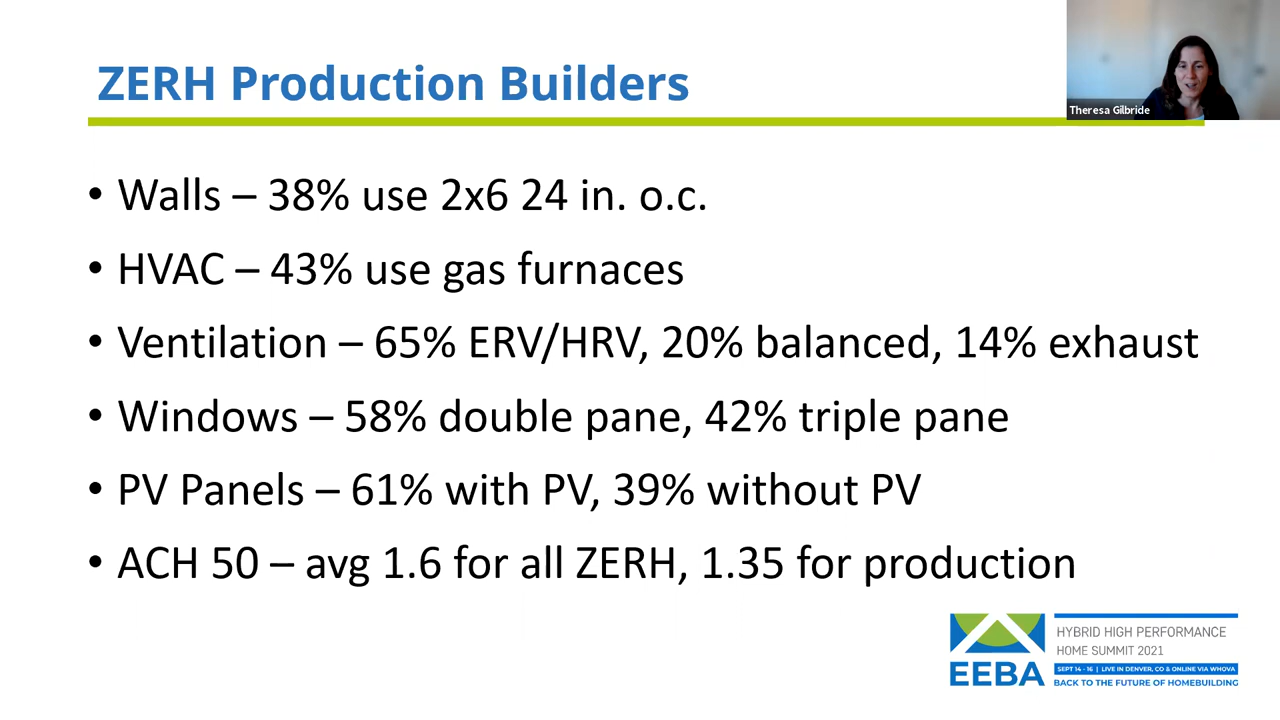 ZERH Production Builders
Theresa Gilbride
• Walls – 38% use 2x6 24 in. o.c.
• HVAC – 43% use gas furnaces
• Ventilation – 65% ERV/HRV, 20% balanced, 14% exhaust
• Windows – 58% double pane, 42% triple pane
• PV Panels – 61% with PV, 39% without PV
• ACH 50 – avg 1.6 for all ZERH, 1.35 for production
EEBA
HYBRID HIGH PERFORMANCE
HOME SUMMIT 2021
SEPT 14 - 16 | LIVE IN DENVER, CO & ONLINE VIA WHOVA
BACK TO THE FUTURE OF HOMEBUILDING